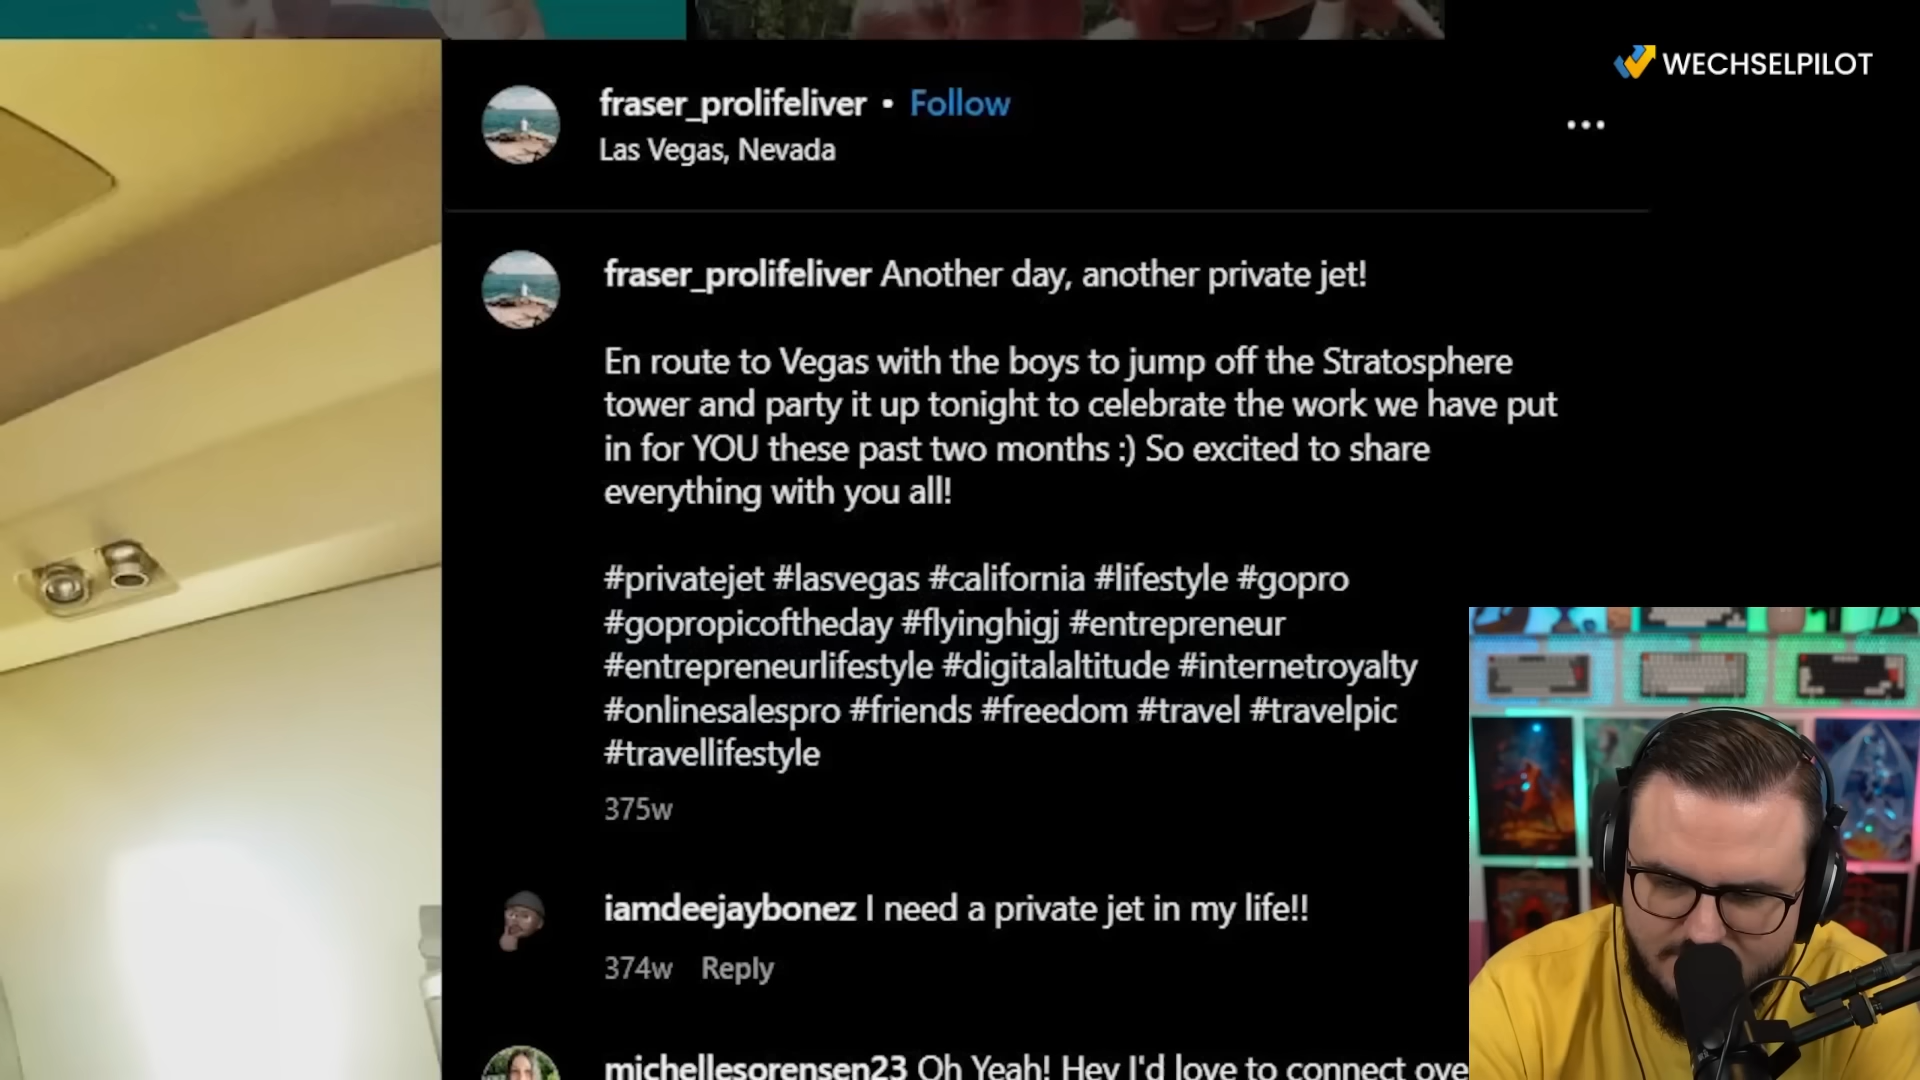 WECHSELPILOT
fraser_prolifeliver • Follow
Las Vegas, Nevada
fraser_prolifeliver Another day, another private jet!
En route to Vegas with the boys to jump off the Stratosphere
tower and party it up tonight to celebrate the work we have put
in for YOU these past two months :) So excited to share
everything with you all!
#privatejet #lasvegas #california #lifestyle #gopro
#gopropicoftheday #flyinghigj #entrepreneur
#entrepreneurlifestyle #digitalaltitude #internetroyalty
#onlinesalespro #friends #freedom #travel #travelpic
#travellifestyle
375w
iamdeejaybonez I need a private jet in my life!!
374w Reply
michellesorensen23 Oh Yeah! Hey I'd love to connect ove